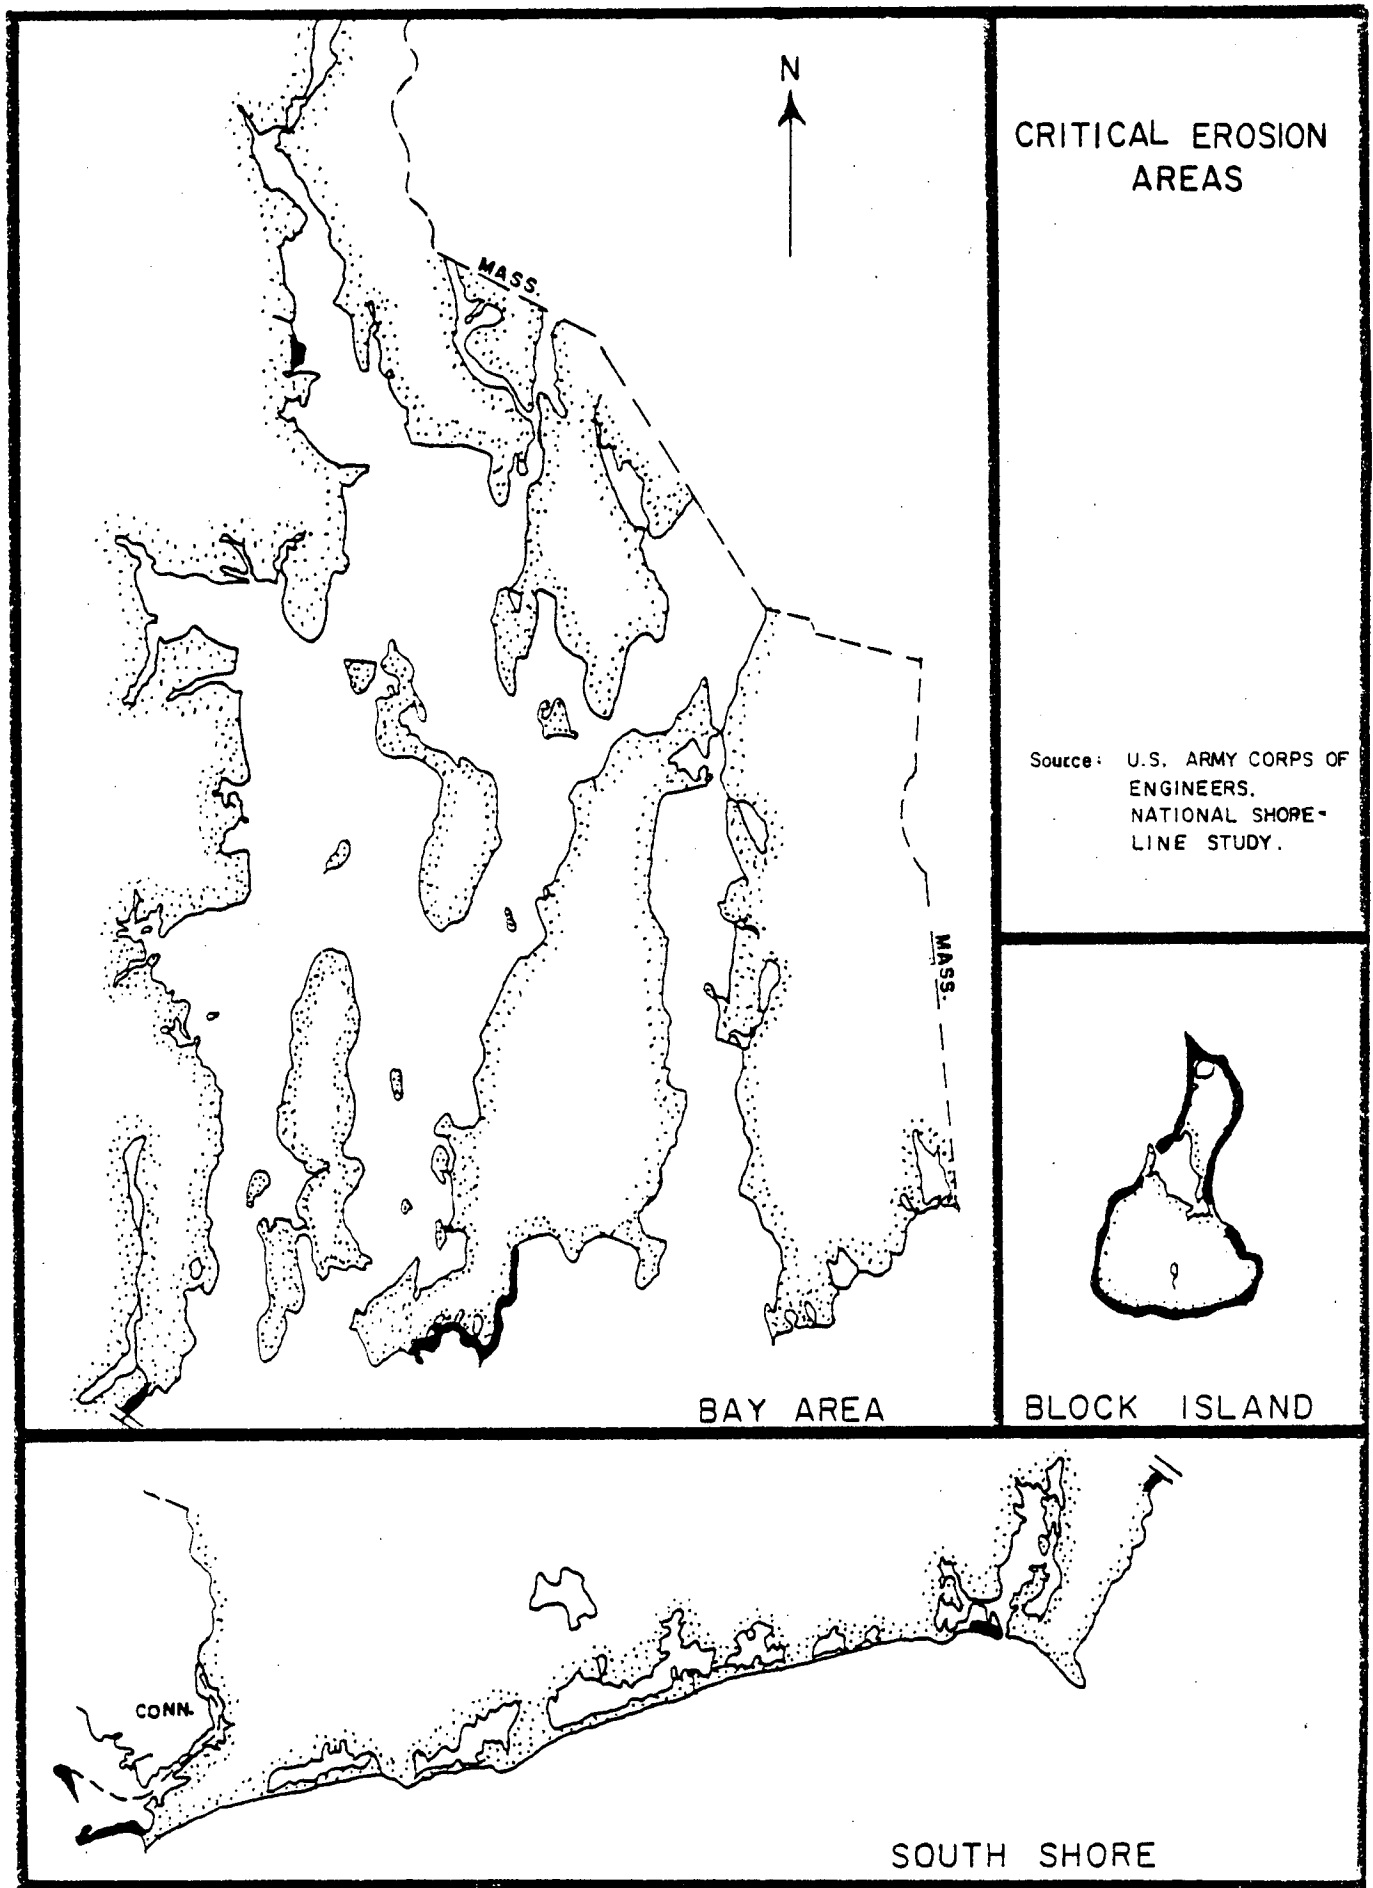 N
CRITICAL EROSION
AREAS
MASS.
Source: U.S. ARMY CORPS OF
ENGINEERS.
NATIONAL SHORE-
LINE STUDY.
MASS.
BAY AREA
BLOCK ISLAND
CONN.
SOUTH SHORE